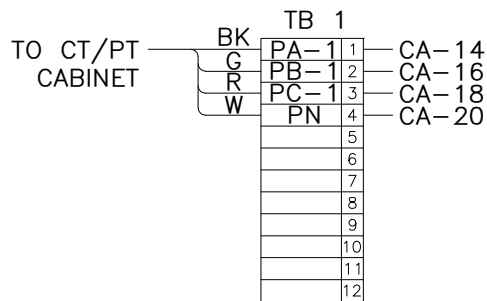 TB 1
TO CT/PT
CABINET
BK PA-1 1 CA-14
G PB-1 2 CA-16
R PC-1 3 CA-18
W PN 4 CA-20
5
6
7
8
9
10
11
12